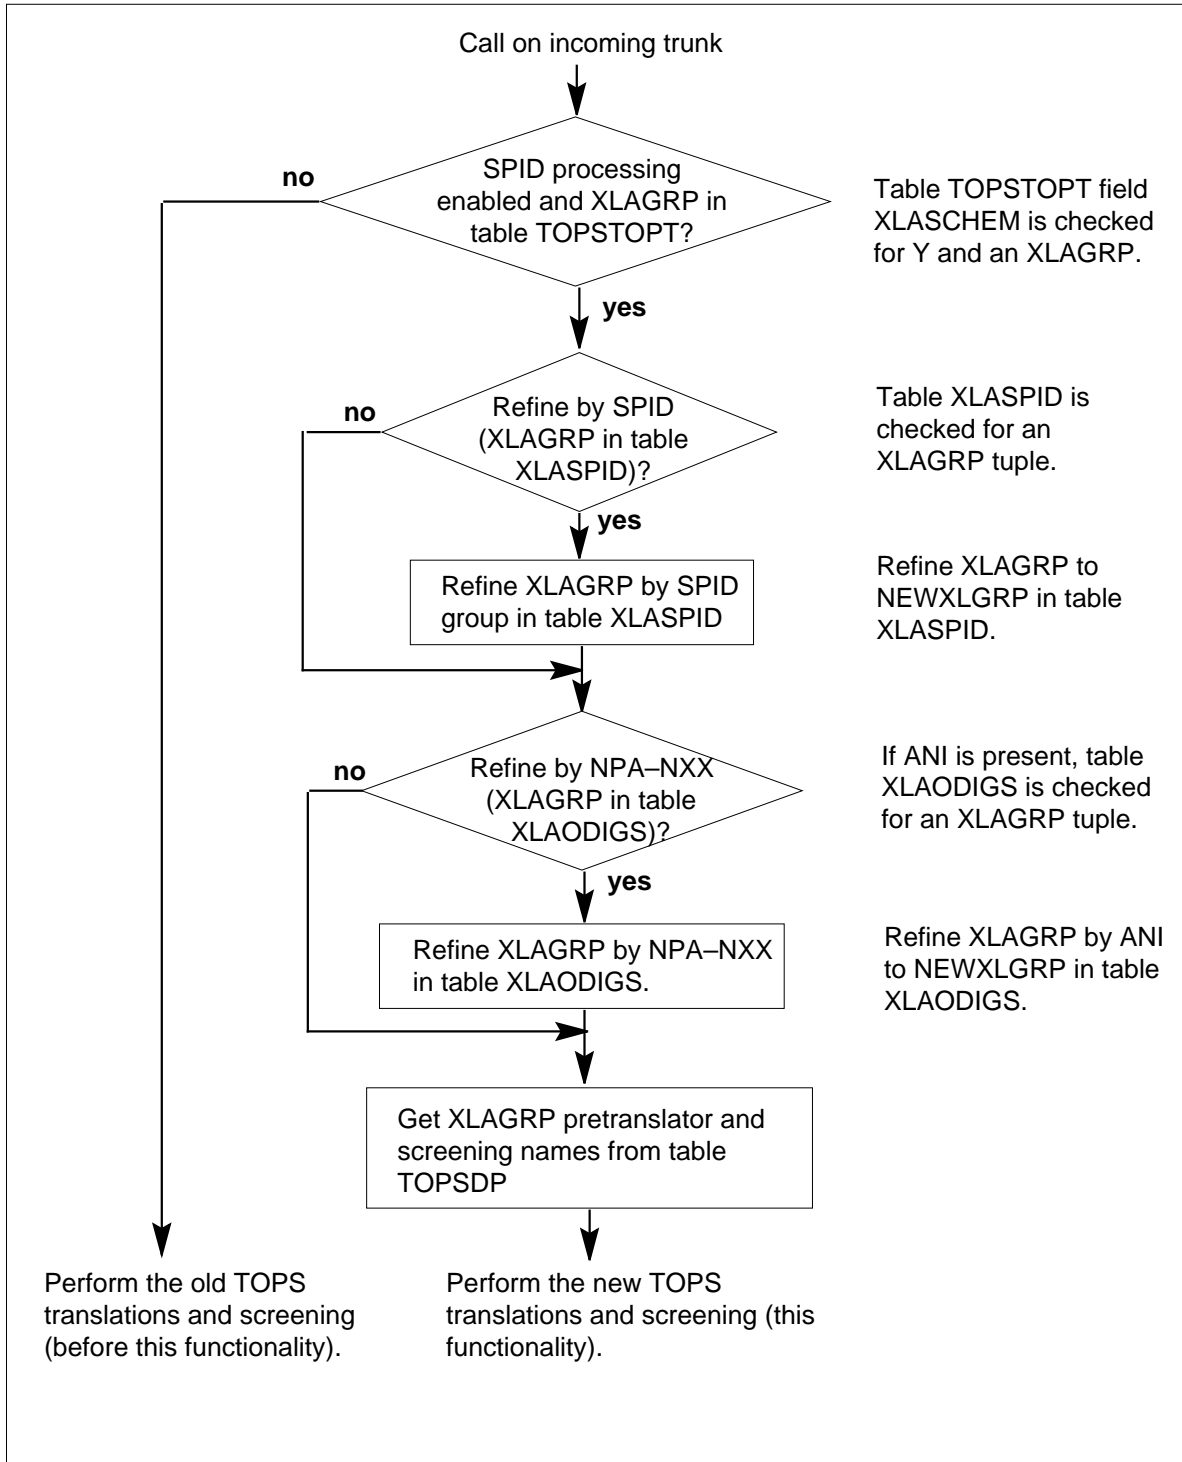 Call on incoming trunk
no
SPID processing
enabled and XLAGRP in
table TOPSTOPT?
Table TOPSTOPT field
XLASCHEM is checked
for Y and an XLAGRP.
yes
no
Refine by SPID
(XLAGRP in table
XLASPID)?
Table XLASPID is
checked for an
XLAGRP tuple.
yes
Refine XLAGRP by SPID
group in table XLASPID
Refine XLAGRP to
NEWXLGRP in table
XLASPID.
no
Refine by NPA–NXX
(XLAGRP in table
XLAODIGS)?
If ANI is present, table
XLAODIGS is checked
for an XLAGRP tuple.
yes
Refine XLAGRP by NPA–NXX
in table XLAODIGS.
Refine XLAGRP by ANI
to NEWXLGRP in table
XLAODIGS.
Get XLAGRP pretranslator and
screening names from table
TOPSDP
Perform the old TOPS
translations and screening
(before this functionality).
Perform the new TOPS
translations and screening (this
functionality).